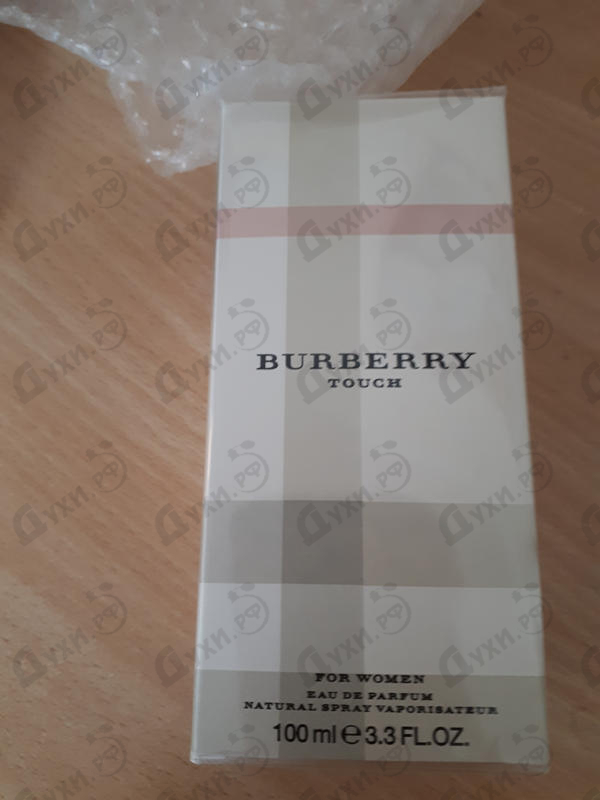 BURBERRY
TOUCH
FOR WOMEN
EAU DE PARFUM
NATURAL SPRAY VAPORISATEUR
100 ml ℮ 3.3 FL.OZ.
Духи.рф